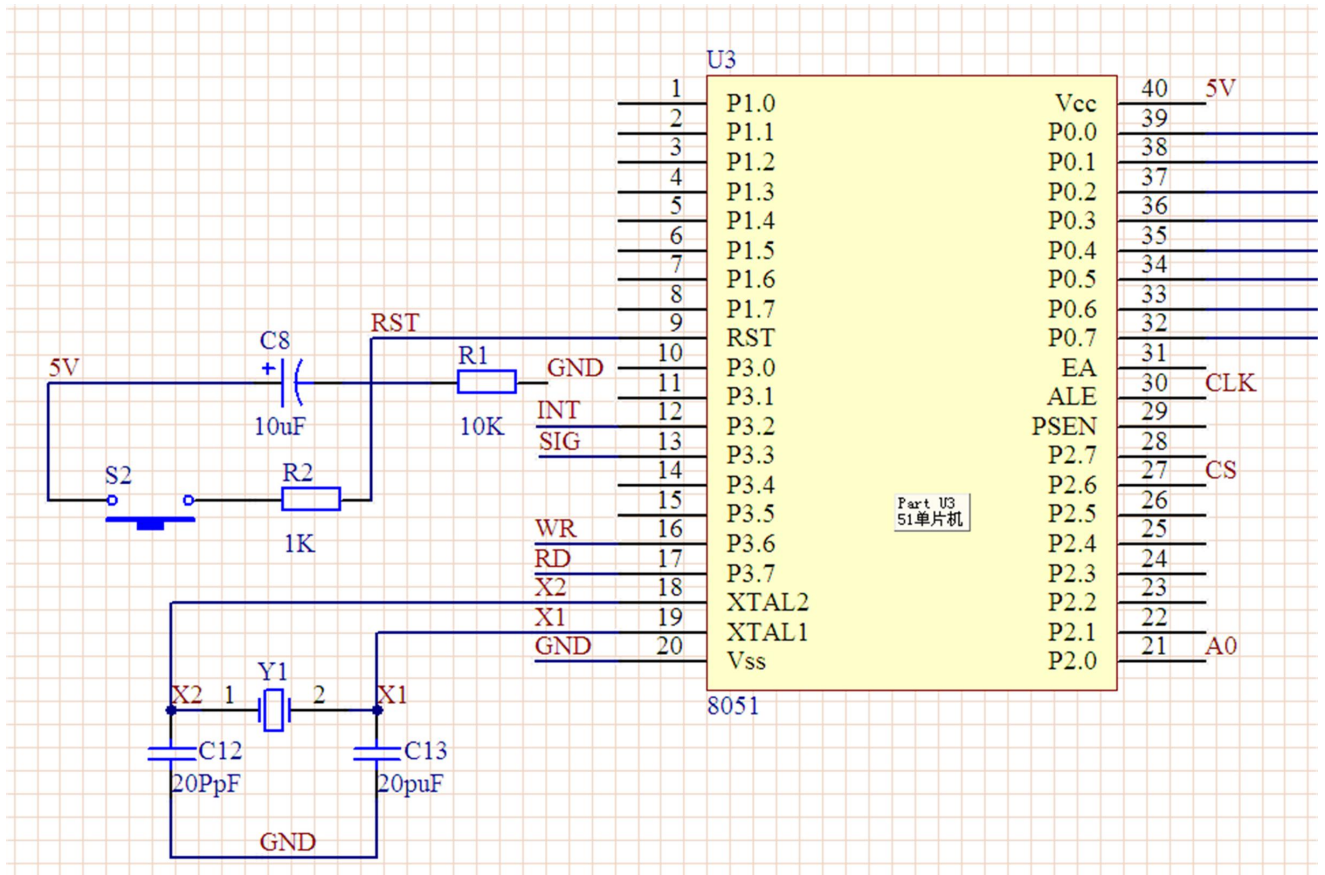 U3
1 P1.0 Vcc 40 5V
2 P1.1 P0.0 39
3 P1.2 P0.1 38
4 P1.3 P0.2 37
5 P1.4 P0.3 36
6 P1.5 P0.4 35
7 P1.6 P0.5 34
8 P1.7 P0.6 33
9 RST P0.7 32
10 P3.0 EA 31
11 P3.1 ALE 30 CLK
INT 12 P3.2 PSEN 29
SIG 13 P3.3 P2.7 28
14 P3.4 P2.6 27 CS
15 P3.5 P2.5 26
WR 16 P3.6 P2.4 25
RD 17 P3.7 P2.3 24
X2 18 XTAL2 P2.2 23
X1 19 XTAL1 P2.1 22
GND 20 Vss P2.0 21 A0
8051
Part U3
51单片机
RST
C8
5V + R1 GND
10uF 10K
S2 R2
1K
Y1
X2 1 2 X1
C12 C13
20PpF 20puF
GND